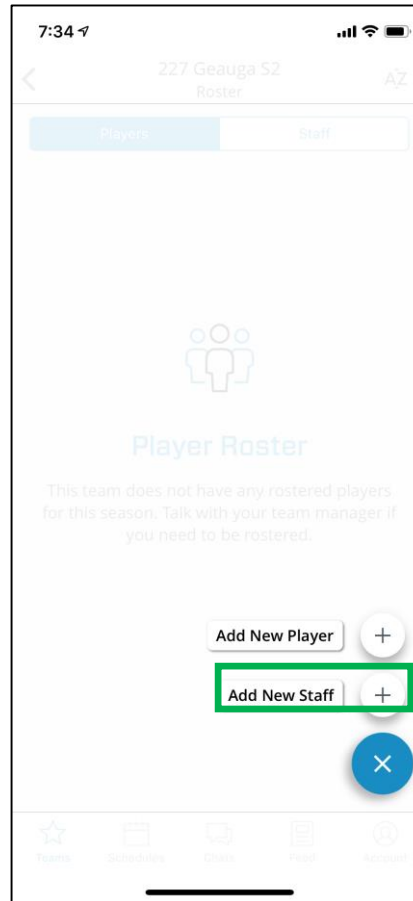 7:34
227 Geauga S2
AZ
Roster
Players
Staff
Player Roster
This team does not have any rostered players
for this season. Talk with your team manager if
you need to be rostered.
Add New Player
Add New Staff
Teams
Schedules
Chats
Feed
Account